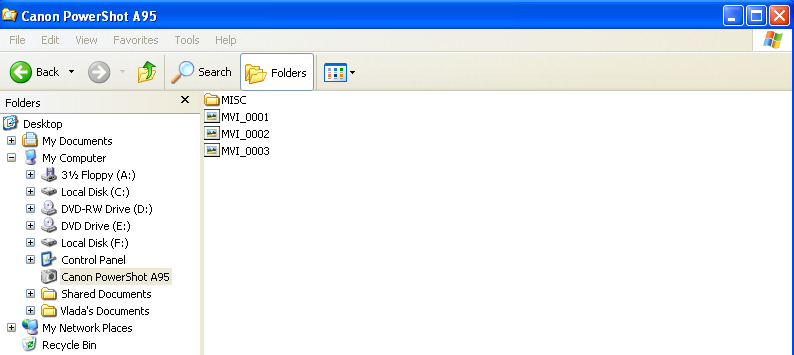 Canon PowerShot A95
File Edit View Favorites Tools Help
Back Search Folders
Folders
MISC
MVI_0001
MVI_0002
MVI_0003
Desktop
My Documents
My Computer
3½ Floppy (A:)
Local Disk (C:)
DVD-RW Drive (D:)
DVD Drive (E:)
Local Disk (F:)
Control Panel
Canon PowerShot A95
Shared Documents
Vlada's Documents
My Network Places
Recycle Bin